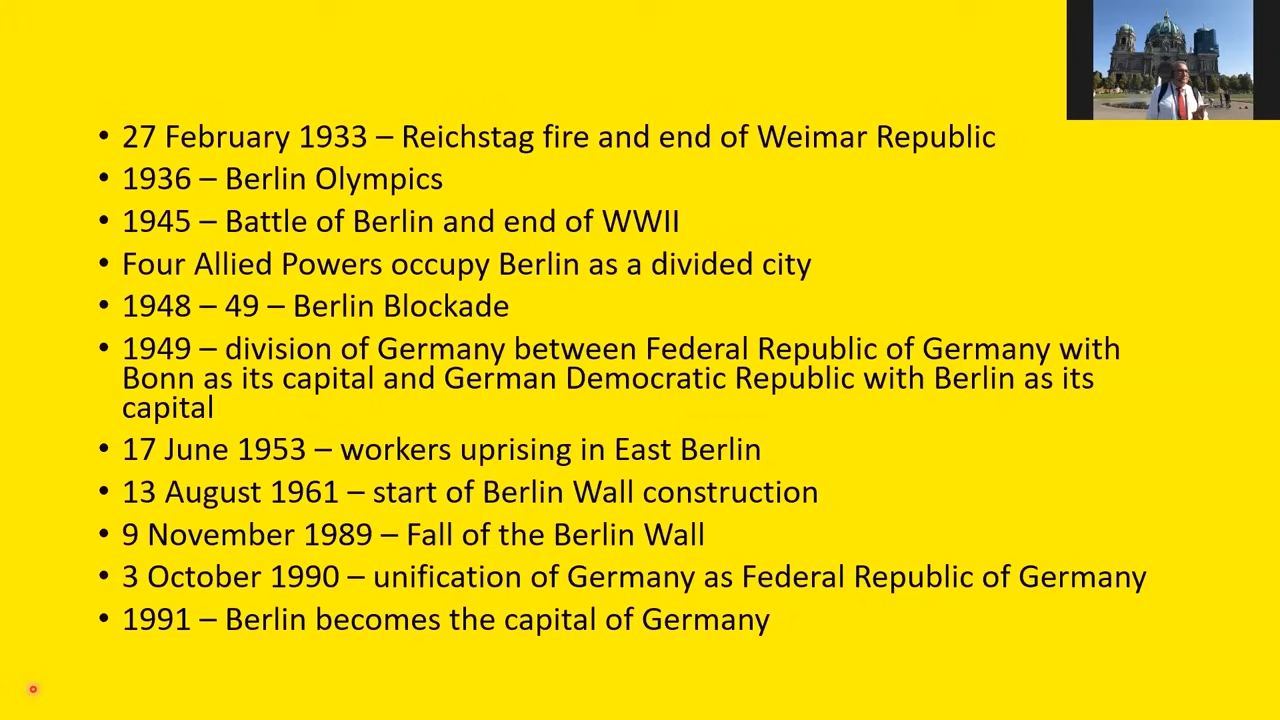 • 27 February 1933 – Reichstag fire and end of Weimar Republic
• 1936 – Berlin Olympics
• 1945 – Battle of Berlin and end of WWII
• Four Allied Powers occupy Berlin as a divided city
• 1948 – 49 – Berlin Blockade
• 1949 – division of Germany between Federal Republic of Germany with
Bonn as its capital and German Democratic Republic with Berlin as its
capital
• 17 June 1953 – workers uprising in East Berlin
• 13 August 1961 – start of Berlin Wall construction
• 9 November 1989 – Fall of the Berlin Wall
• 3 October 1990 – unification of Germany as Federal Republic of Germany
• 1991 – Berlin becomes the capital of Germany